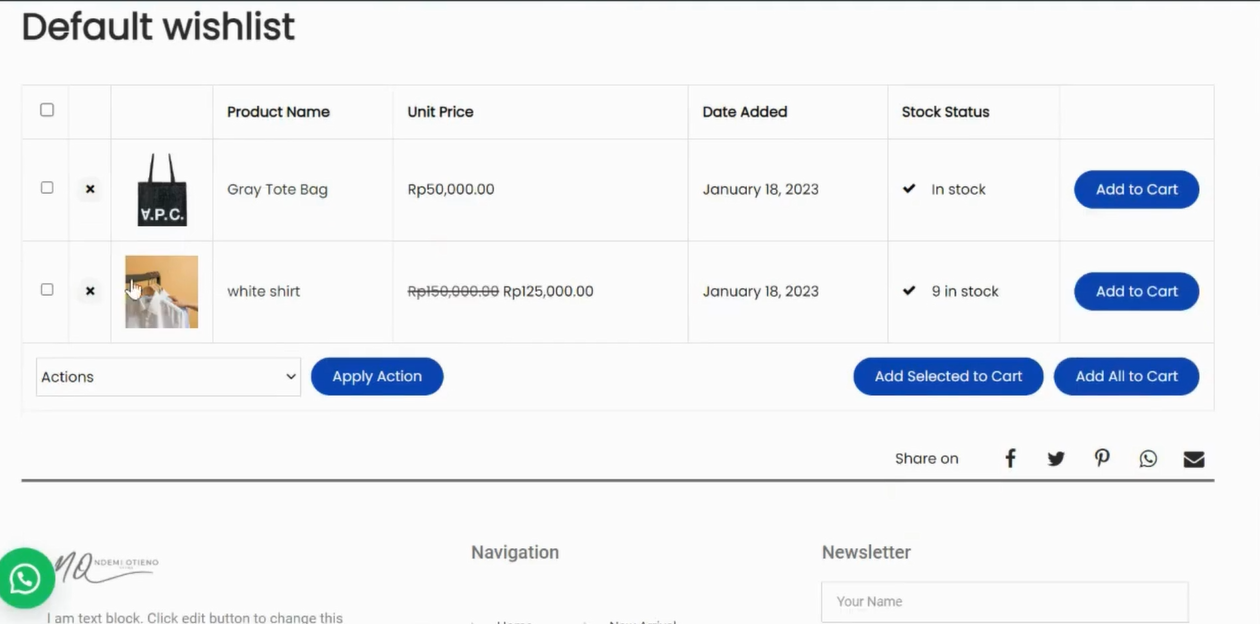 Default wishlist
Product Name Unit Price Date Added Stock Status
Gray Tote Bag Rp50,000.00 January 18, 2023 In stock Add to Cart
A.P.C.
white shirt Rp150,000.00 Rp125,000.00 January 18, 2023 9 in stock Add to Cart
Actions Apply Action Add Selected to Cart Add All to Cart
Share on
NDEMI OTIENO
Navigation
Newsletter
Your Name
I am text block. Click edit button to change this
Home New Arrival